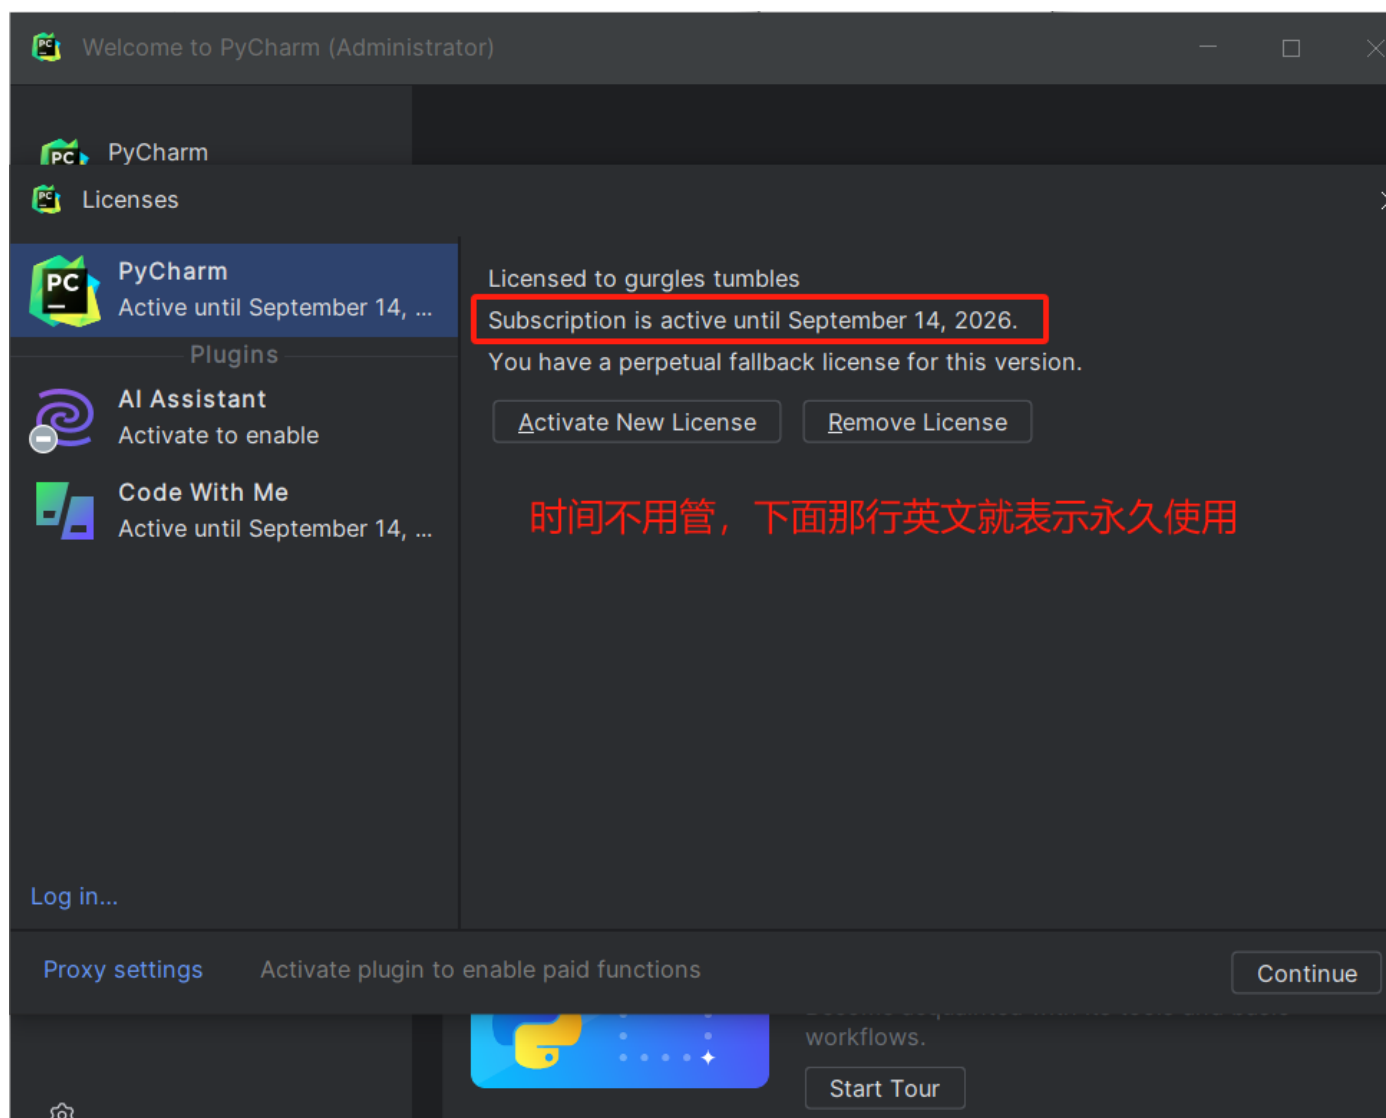 Welcome to PyCharm (Administrator)
PyCharm
Licenses
PyCharm
Active until September 14, ...
Plugins
AI Assistant
Activate to enable
Code With Me
Active until September 14, ...
Licensed to gurgles tumbles
Subscription is active until September 14, 2026.
You have a perpetual fallback license for this version.
Activate New License
Remove License
时间不用管，下面那行英文就表示永久使用
Log in...
Proxy settings
Activate plugin to enable paid functions
Continue
workflows.
Start Tour